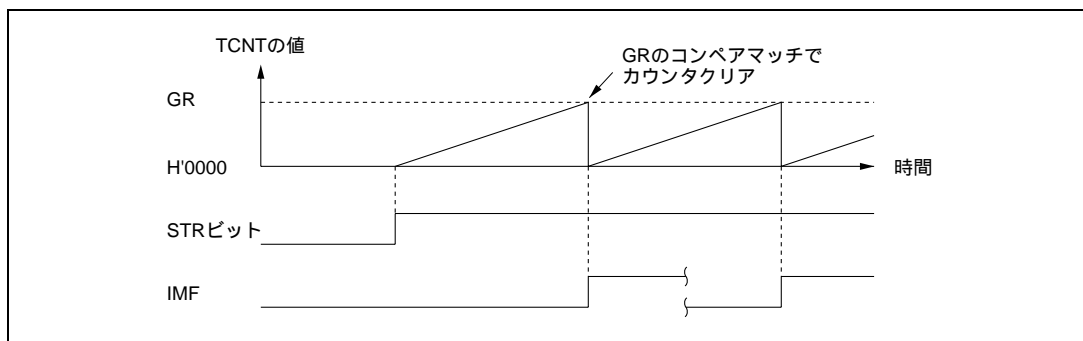 TCNTの値
GRのコンペアマッチで
カウンタクリア
GR
H'0000
時間
STRビット
IMF